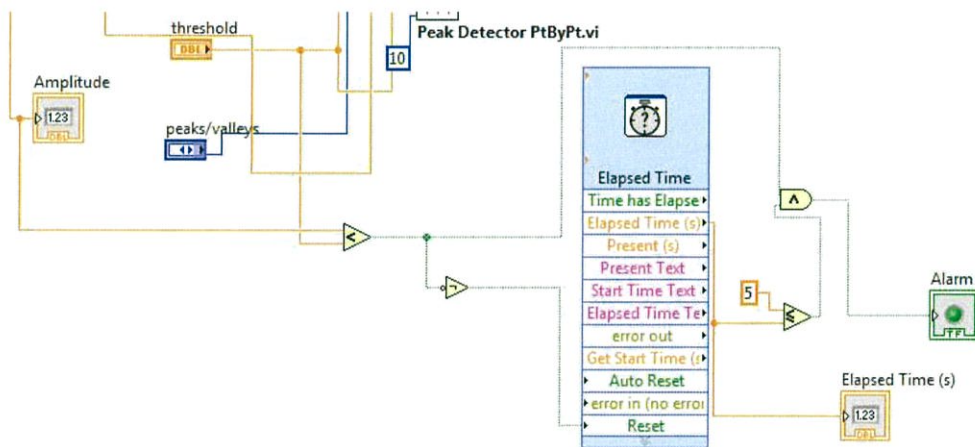 threshold
Peak Detector PtByPt.vi
DBL
10
Amplitude
1.23
DBL
peaks/valleys
?
Elapsed Time
Time has Elapse
Elapsed Time (s)
Present (s)
Present Text
Start Time Text
Elapsed Time Te
error out
Get Start Time (s
Auto Reset
error in (no error
Reset
<
5
Alarm
TF
Elapsed Time (s)
1.23
DBL